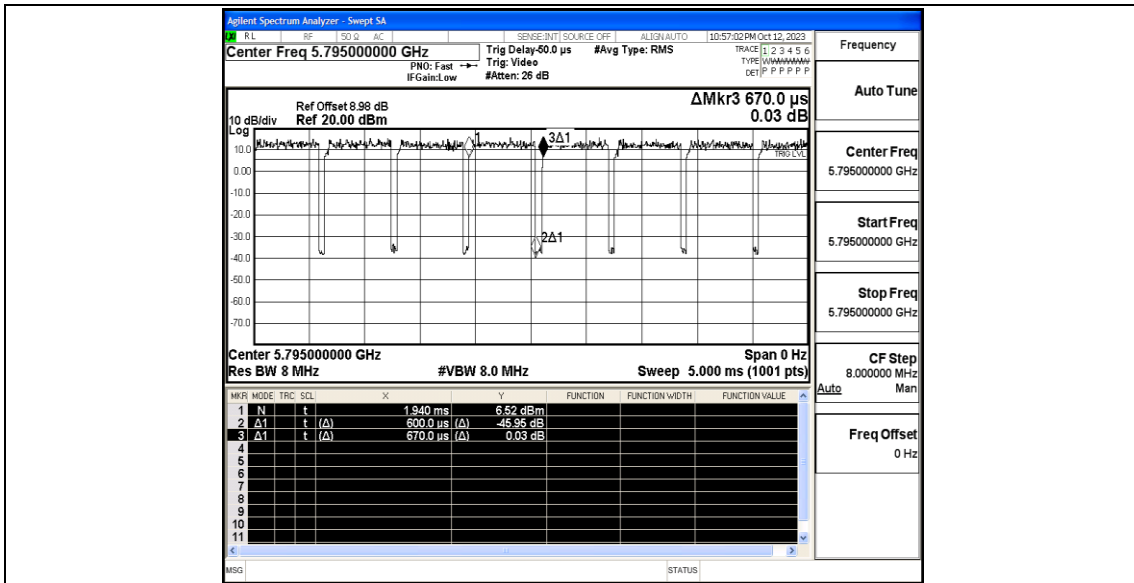 Agilent Spectrum Analyzer - Swept SA
LXI RL RF 50 Ω AC SENSE:INT SOURCE OFF ALIGN AUTO 10:57:02 PM Oct 12, 2023
Center Freq 5.795000000 GHz
PNO: Fast
IFGain:Low
Trig Delay-50.0 µs
Trig: Video
#Atten: 26 dB
#Avg Type: RMS
TRACE 1 2 3 4 5 6
TYPE
DET P P P P P P
ΔMkr3 670.0 µs
0.03 dB
Ref Offset 8.98 dB
10 dB/div Ref 20.00 dBm
Log
10.0
0.00
-10.0
-20.0
-30.0
-40.0
-50.0
-60.0
-70.0
1
3Δ1
2Δ1
TRIG LVL
Center 5.795000000 GHz Span 0 Hz
Res BW 8 MHz #VBW 8.0 MHz Sweep 5.000 ms (1001 pts)
MKR MODE TRC SCL X Y FUNCTION FUNCTION WIDTH FUNCTION VALUE
1 N t 1.940 ms 6.52 dBm
2 Δ1 t (Δ) 600.0 µs (Δ) -45.95 dB
3 Δ1 t (Δ) 670.0 µs (Δ) 0.03 dB
4
5
6
7
8
9
10
11
MSG STATUS
Frequency
Auto Tune
Center Freq
5.795000000 GHz
Start Freq
5.795000000 GHz
Stop Freq
5.795000000 GHz
CF Step
8.000000 MHz
Auto Man
Freq Offset
0 Hz